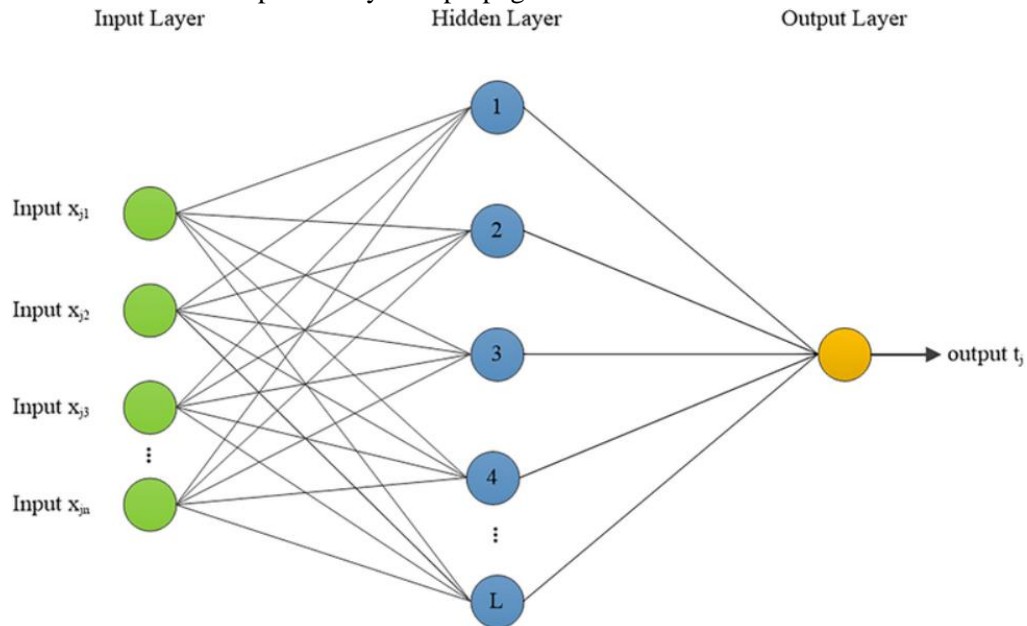 Input Layer Hidden Layer Output Layer
1
Input xj1
2
Input xj2
3
output tj
Input xj3
4
Input xjn
L